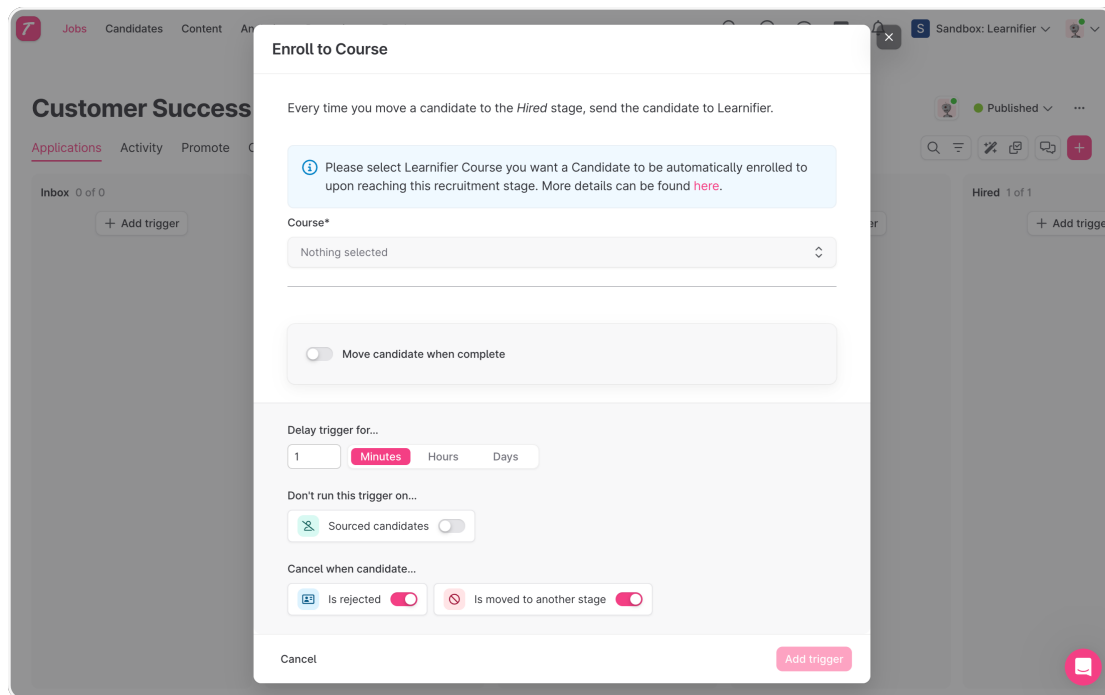 Jobs Candidates Content An
S Sandbox: Learnifier
Customer Success
Published
Applications Activity Promote
Inbox 0 of 0
Hired 1 of 1
+ Add trigger
er
+ Add trigge
Enroll to Course
Every time you move a candidate to the Hired stage, send the candidate to Learnifier.
Please select Learnifier Course you want a Candidate to be automatically enrolled to
upon reaching this recruitment stage. More details can be found here.
Course*
Nothing selected
Move candidate when complete
Delay trigger for...
1 Minutes Hours Days
Don't run this trigger on...
Sourced candidates
Cancel when candidate...
Is rejected Is moved to another stage
Cancel Add trigger